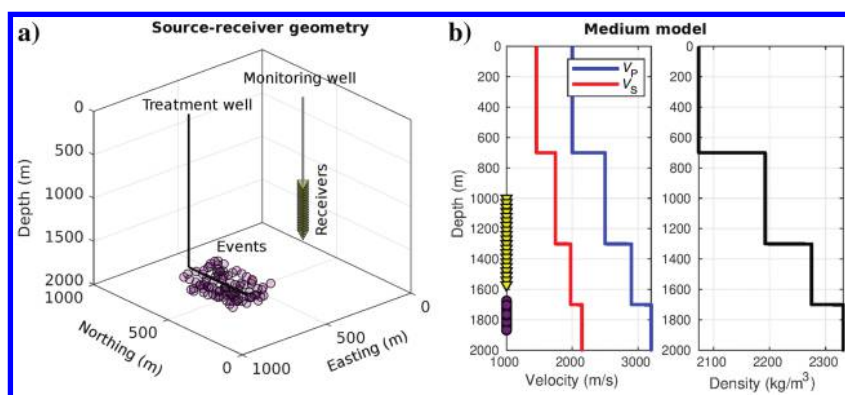 a)
Source-receiver geometry
Monitoring well
Treatment well
0
500
1000
1500
2000
Depth (m)
Receivers
Events
1000
500
0
Northing (m)
1000
500
0
Easting (m)
b)
Medium model
0
200
400
600
800
1000
1200
1400
1600
1800
2000
Depth (m)
VP
VS
1000 2000 3000
Velocity (m/s)
0
200
400
600
800
1000
1200
1400
1600
1800
2000
2100 2200 2300
Density (kg/m³)